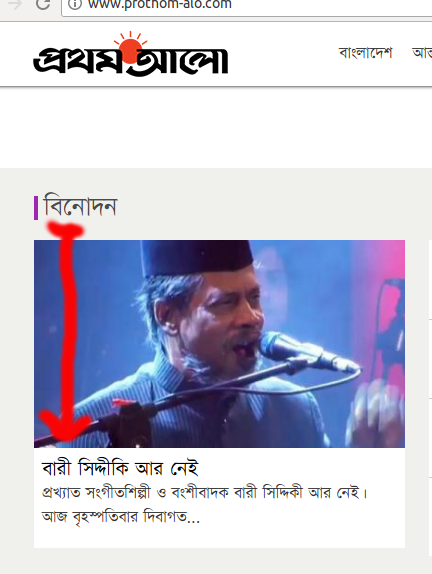 www.prothom-alo.com
প্রথম আলো
বাংলাদেশ
বিনোদন
বারী সিদ্দীকি আর নেই
প্রখ্যাত সংগীতশিল্পী ও বংশীবাদক বারী সিদ্দিকী আর নেই।
আজ বৃহস্পতিবার দিবাগত...